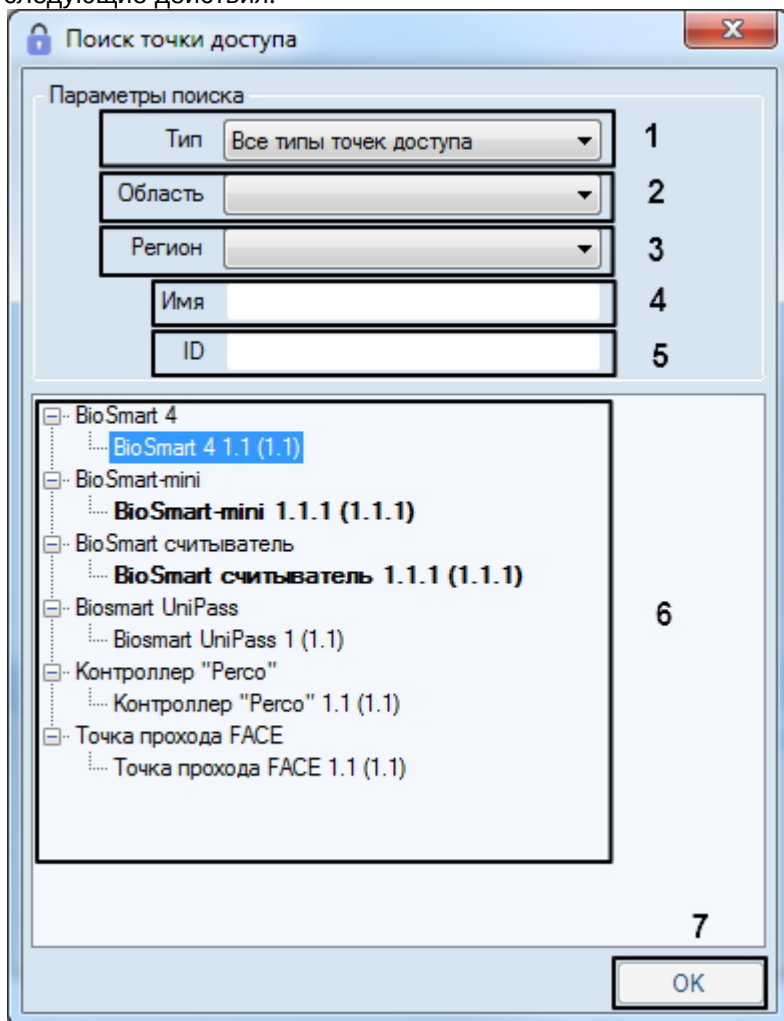 следующие действия:
Поиск точки доступа
Параметры поиска
Тип Все типы точек доступа 1
Область 2
Регион 3
Имя 4
ID 5
BioSmart 4
BioSmart 4 1.1 (1.1)
BioSmart-mini
BioSmart-mini 1.1.1 (1.1.1)
BioSmart считыватель
BioSmart считыватель 1.1.1 (1.1.1)
Biosmart UniPass
6
Biosmart UniPass 1 (1.1)
Контроллер "Perco"
Контроллер "Perco" 1.1 (1.1)
Точка прохода FACE
Точка прохода FACE 1.1 (1.1)
7
OK